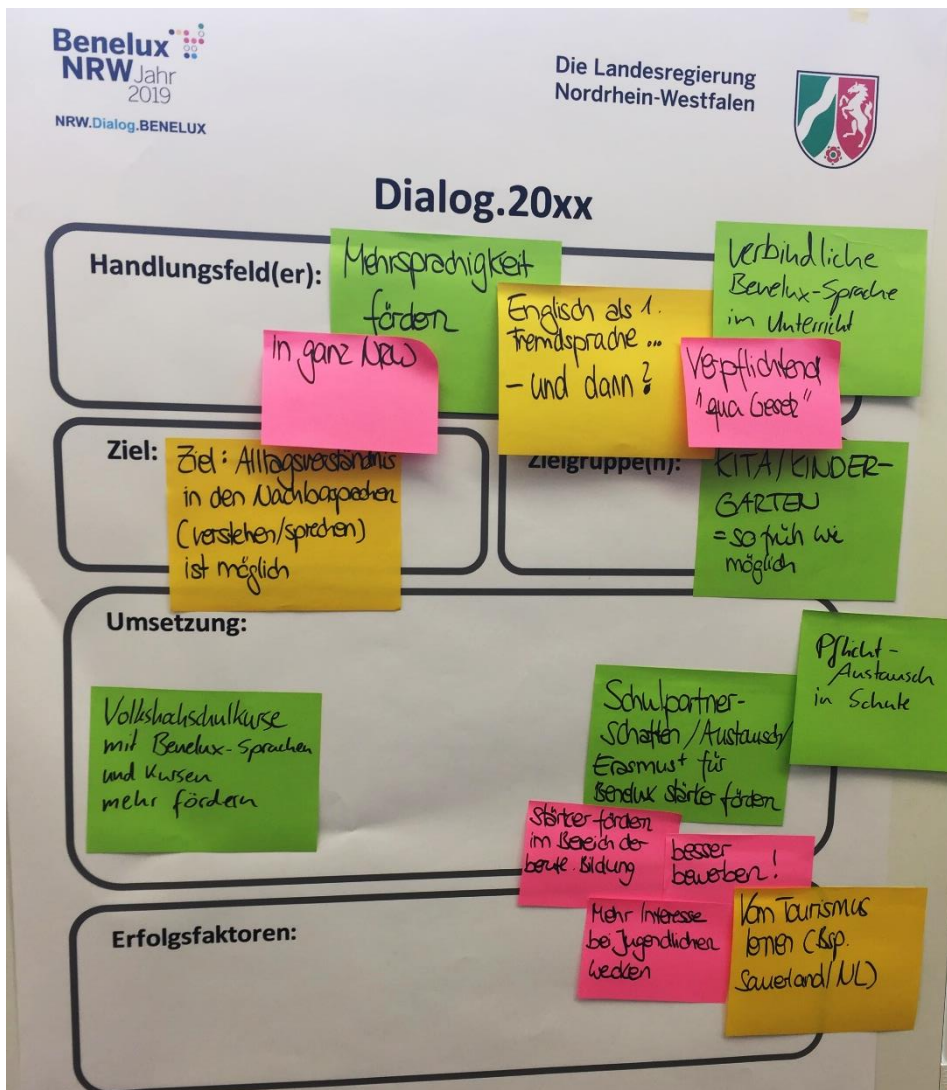 Benelux
NRW Jahr
2019
NRW.Dialog.BENELUX
Die Landesregierung
Nordrhein-Westfalen
Dialog.20xx
Handlungsfeld(er):
Mehrsprachigkeit
fördern
in ganz NRW
Englisch als 1.
Fremdsprache ...
- und dann?
Verbindliche
Benelux-Sprache
im Unterricht
Verpflichtend
"qua Gesetz"
Ziel:
Ziel: Alltagsverständnis
in den Nachbarsprachen
(verstehen/sprechen)
ist möglich
Zielgruppe(n):
KITA/KINDER-
GARTEN
= so früh wie
möglich
Umsetzung:
Volkshochschulkurse
mit Benelux-Sprachen
und Kursen
mehr fördern
Schulpartner-
schaften/Austausch/
Erasmus+ für
Benelux stärker fördern
Pflicht-
Austausch
in Schule
stärker fördern
im Bereich der
berufl. Bildung
besser
bewerben!
Mehr Interesse
bei Jugendlichen
wecken
Vom Tourismus
lernen (Bsp.
Sauerland/NL)
Erfolgsfaktoren: